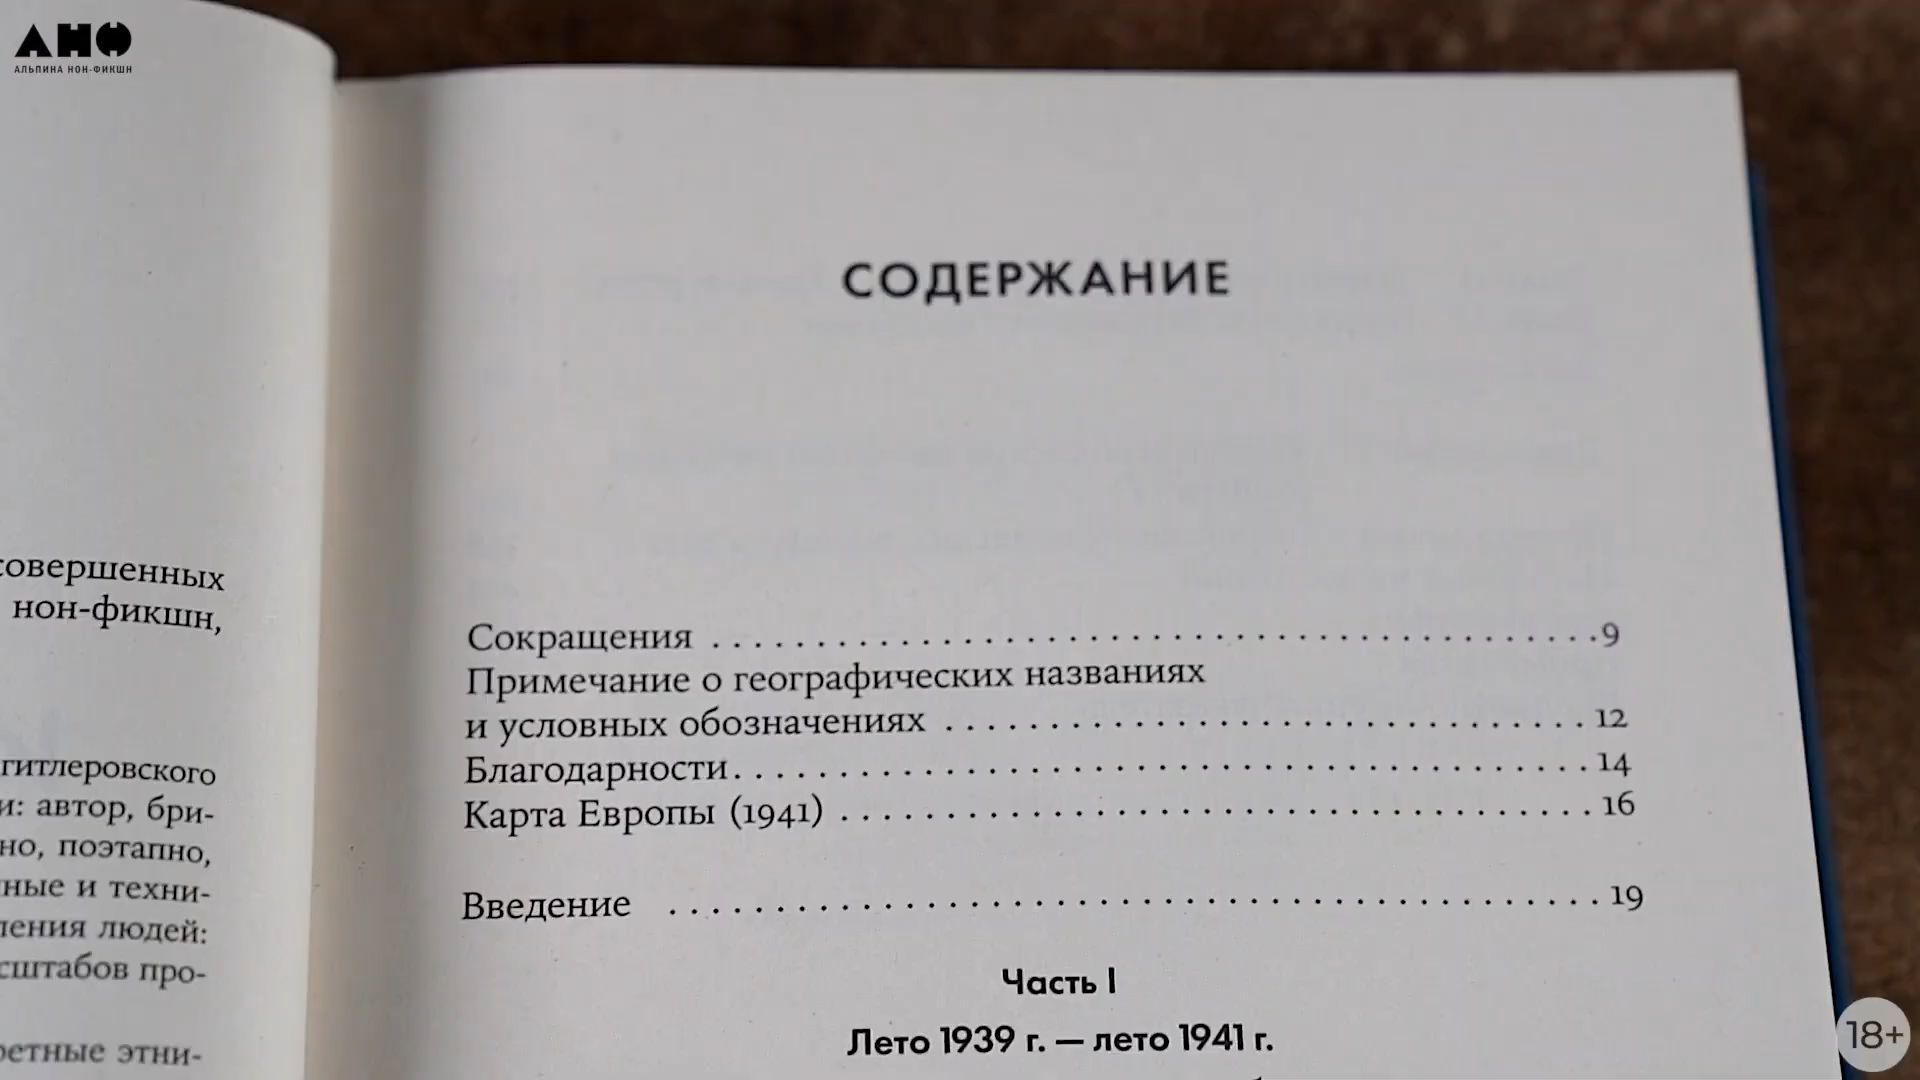 АНФ
АЛЬПИНА НОН-ФИКШН
совершенных
нон-фикшн,
гитлеровского
и: автор, бри-
но, поэтапно,
ные и техни-
ления людей:
сштабов про-
ретные этни-
СОДЕРЖАНИЕ
Сокращения . . . . . . . . . . . . . . . . . . . . . . . . . . . . . . . . 9
Примечание о географических названиях
и условных обозначениях . . . . . . . . . . . . . . . . . . . . . . . 12
Благодарности. . . . . . . . . . . . . . . . . . . . . . . . . . . . . . . 14
Карта Европы (1941) . . . . . . . . . . . . . . . . . . . . . . . . . . . 16
Введение . . . . . . . . . . . . . . . . . . . . . . . . . . . . . . . . . . 19
Часть I
Лето 1939 г. — лето 1941 г.
18+